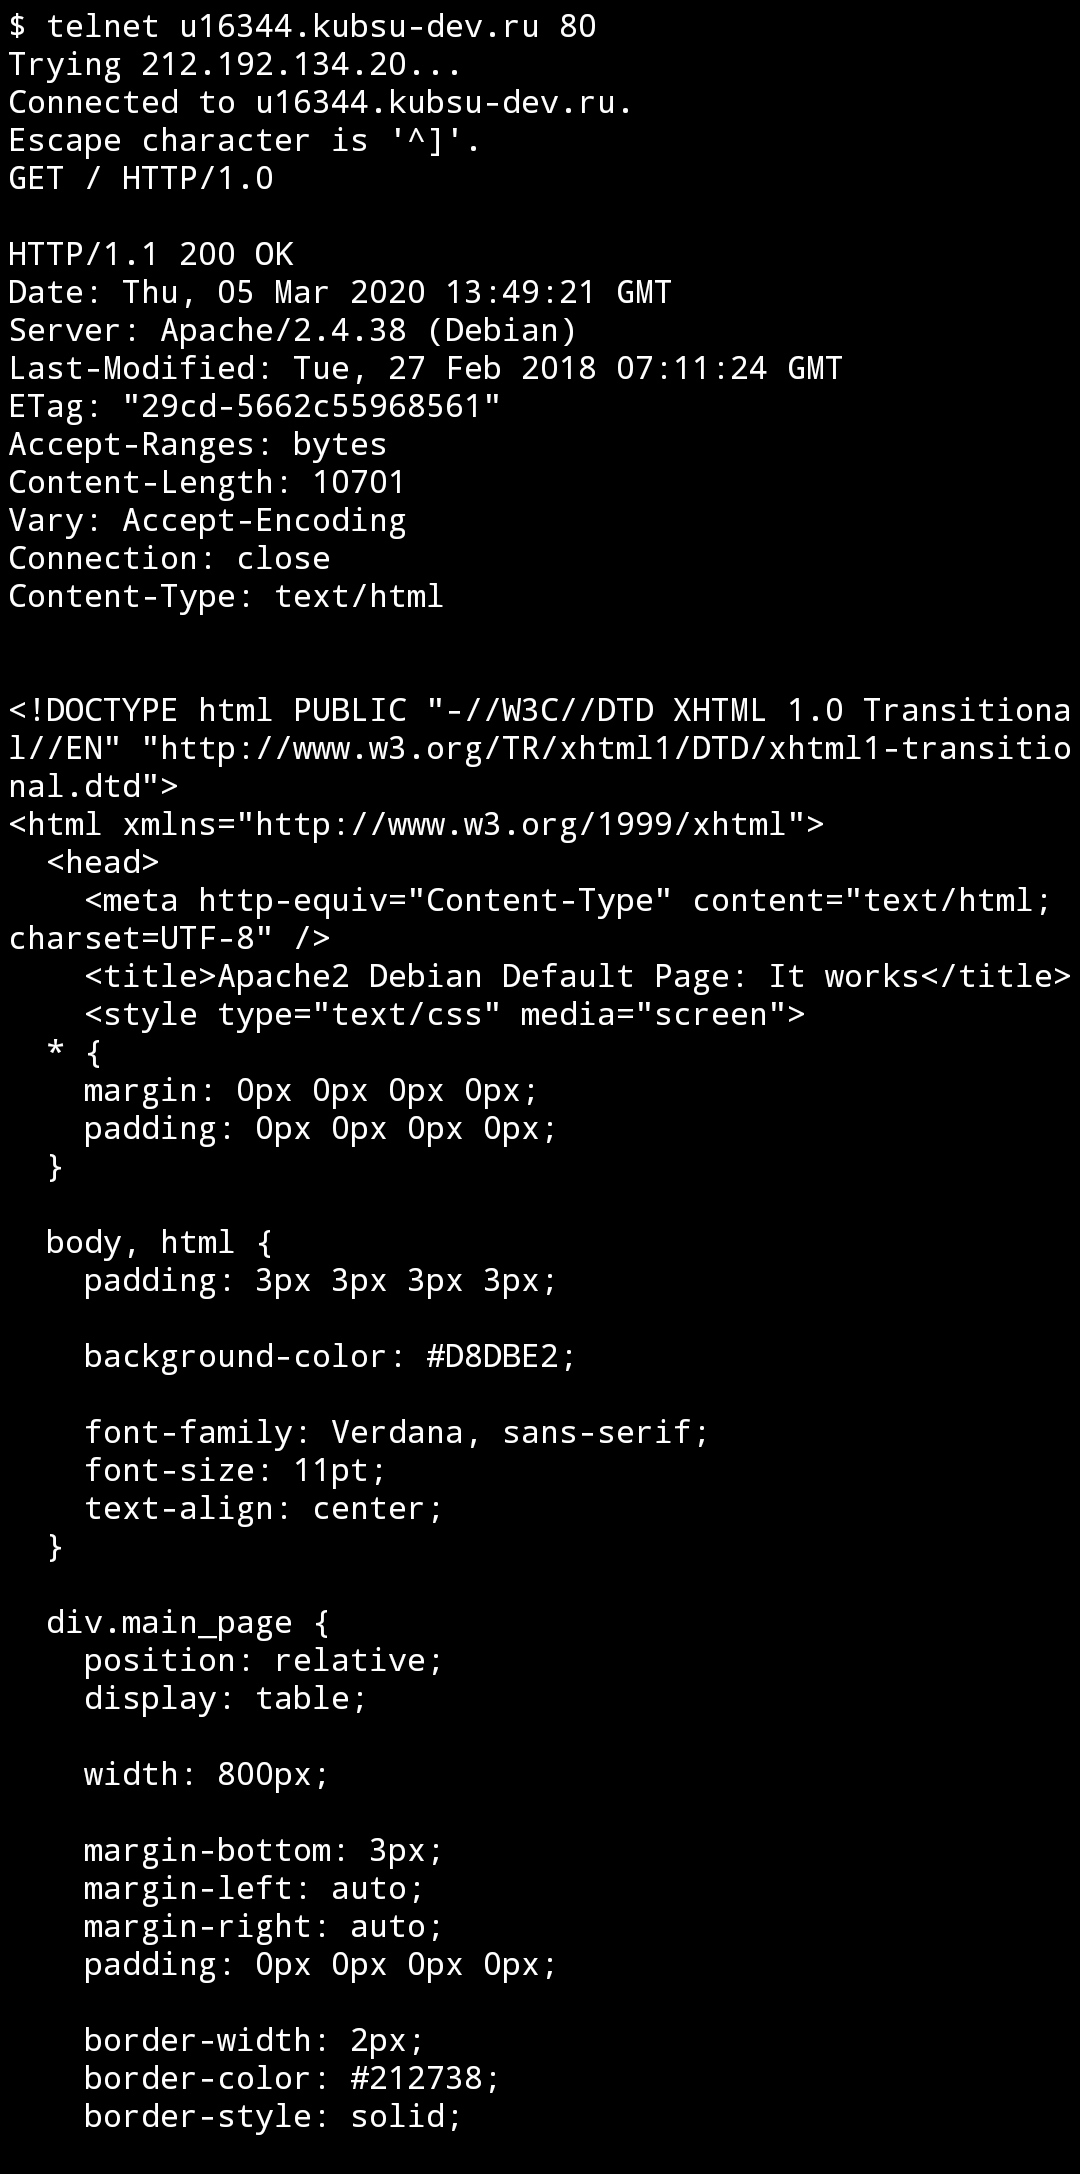 $ telnet u16344.kubsu-dev.ru 80
Trying 212.192.134.20...
Connected to u16344.kubsu-dev.ru.
Escape character is '^]'.
GET / HTTP/1.0

HTTP/1.1 200 OK
Date: Thu, 05 Mar 2020 13:49:21 GMT
Server: Apache/2.4.38 (Debian)
Last-Modified: Tue, 27 Feb 2018 07:11:24 GMT
ETag: "29cd-5662c55968561"
Accept-Ranges: bytes
Content-Length: 10701
Vary: Accept-Encoding
Connection: close
Content-Type: text/html


<!DOCTYPE html PUBLIC "-//W3C//DTD XHTML 1.0 Transitiona
l//EN" "http://www.w3.org/TR/xhtml1/DTD/xhtml1-transitio
nal.dtd">
<html xmlns="http://www.w3.org/1999/xhtml">
  <head>
    <meta http-equiv="Content-Type" content="text/html;
charset=UTF-8" />
    <title>Apache2 Debian Default Page: It works</title>
    <style type="text/css" media="screen">
  * {
    margin: 0px 0px 0px 0px;
    padding: 0px 0px 0px 0px;
  }

  body, html {
    padding: 3px 3px 3px 3px;

    background-color: #D8DBE2;

    font-family: Verdana, sans-serif;
    font-size: 11pt;
    text-align: center;
  }

  div.main_page {
    position: relative;
    display: table;

    width: 800px;

    margin-bottom: 3px;
    margin-left: auto;
    margin-right: auto;
    padding: 0px 0px 0px 0px;

    border-width: 2px;
    border-color: #212738;
    border-style: solid;